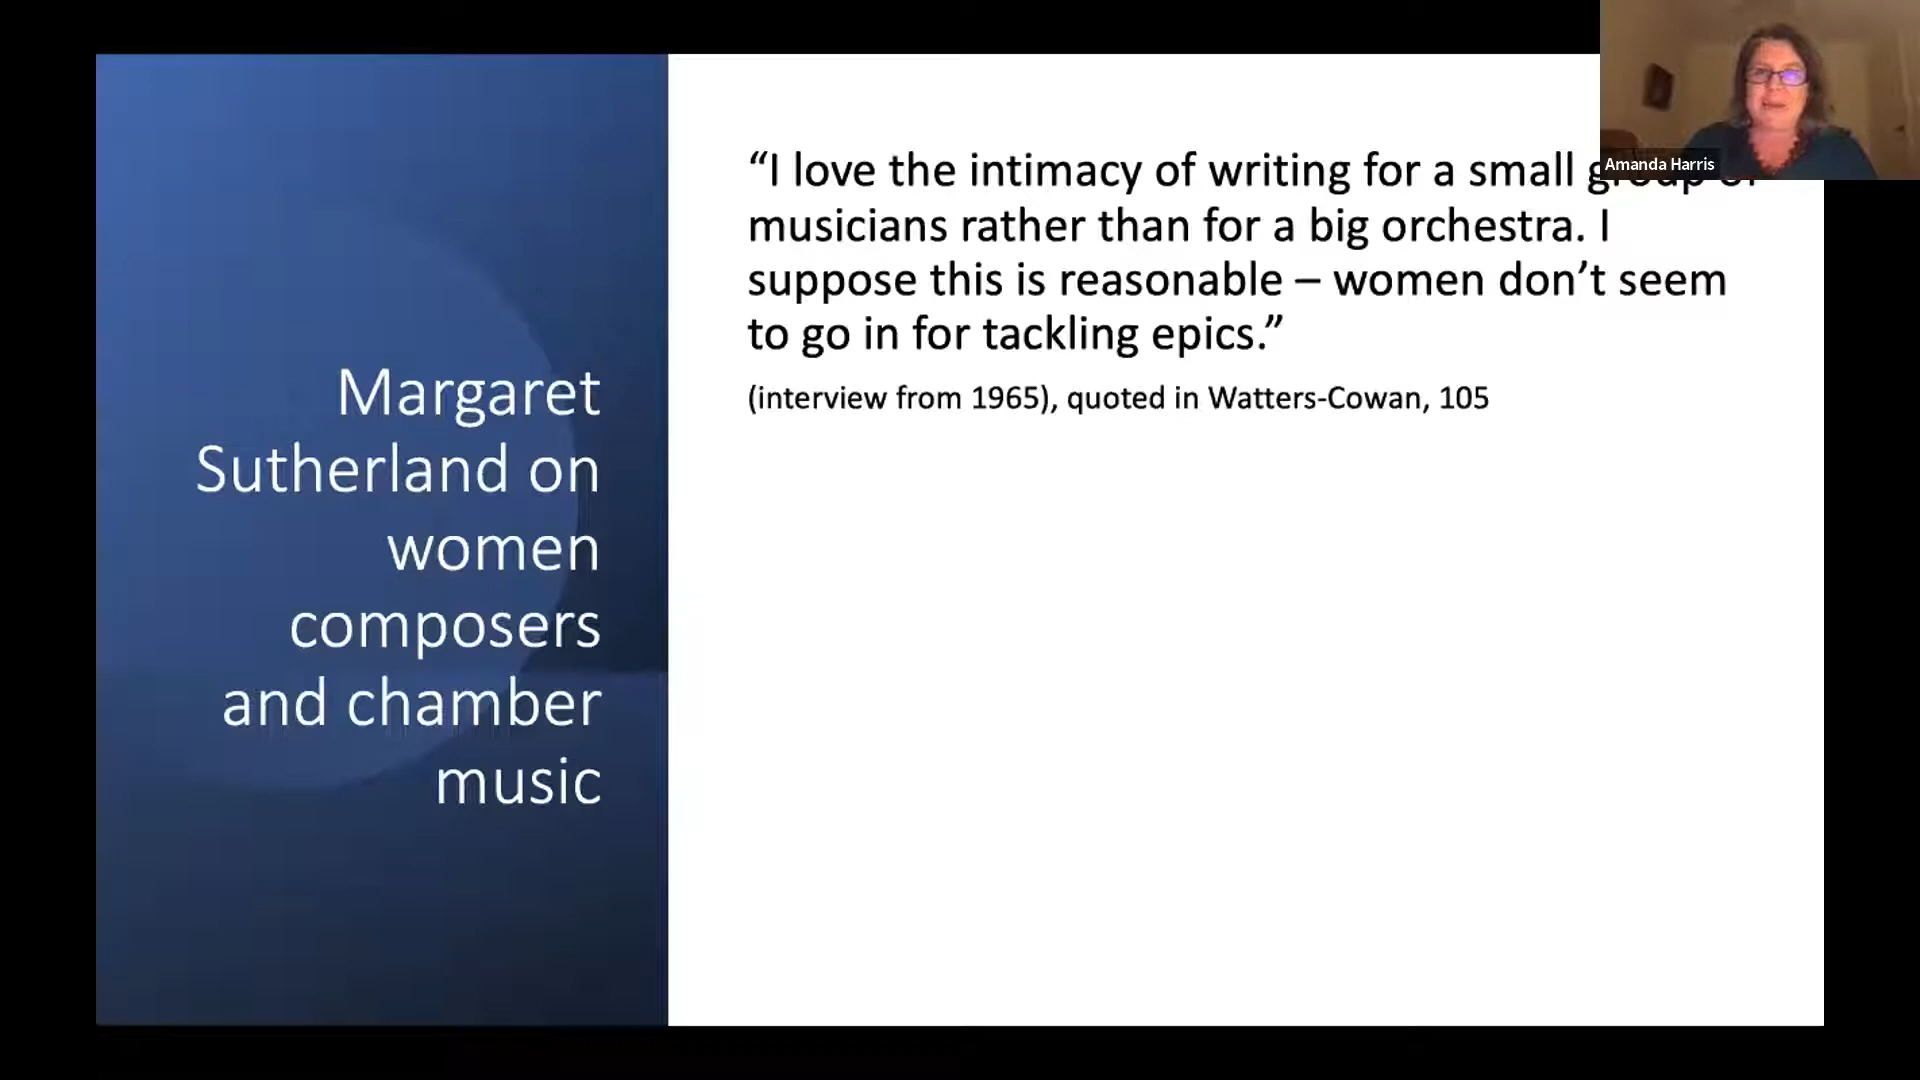 Margaret
Sutherland on
women
composers
and chamber
music
“I love the intimacy of writing for a small group of
musicians rather than for a big orchestra. I
suppose this is reasonable – women don’t seem
to go in for tackling epics.”
(interview from 1965), quoted in Watters-Cowan, 105
Amanda Harris